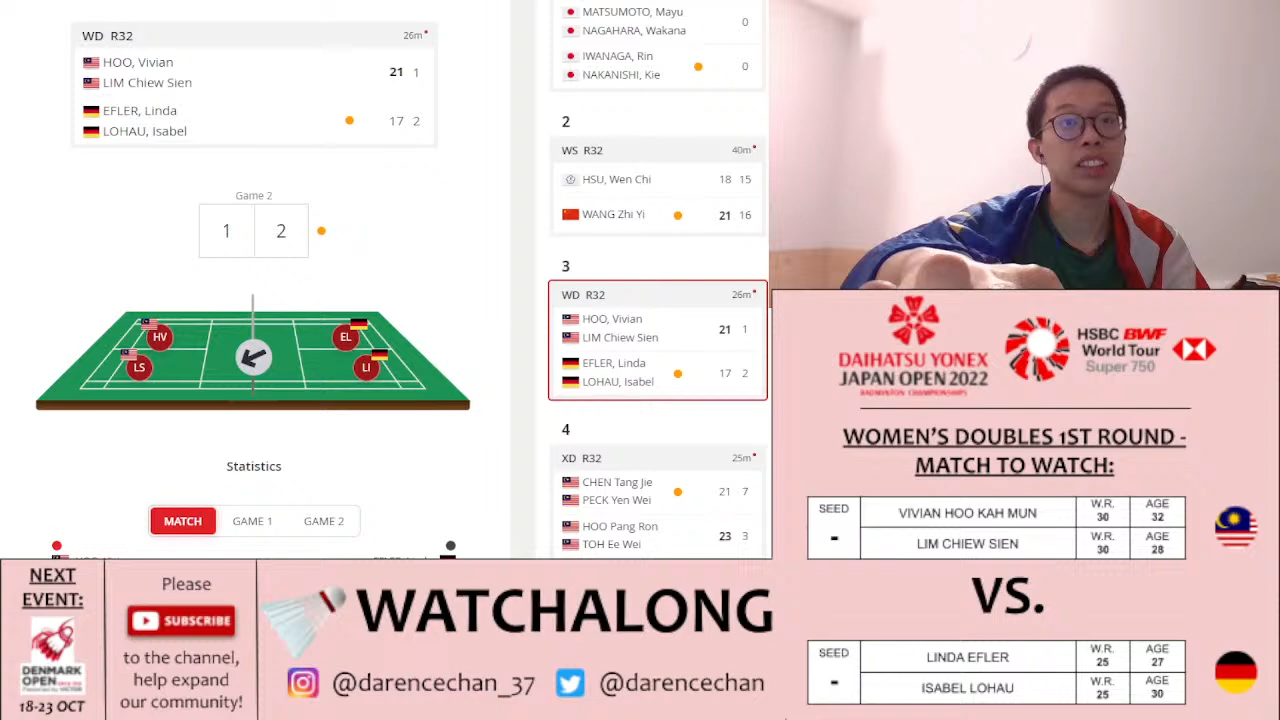 WD R32
26m
HOO, Vivian
LIM Chiew Sien
21 1
EFLER, Linda
LOHAU, Isabel
17 2
Game 2
1 2
HV
LS
EL
LI
Statistics
MATCH GAME 1 GAME 2
MATSUMOTO, Mayu
NAGAHARA, Wakana
0
IWANAGA, Rin
NAKANISHI, Kie
0
2
WS R32
40m
HSU, Wen Chi
18 15
WANG Zhi Yi
21 16
3
WD R32
26m
HOO, Vivian
LIM Chiew Sien
21 1
EFLER, Linda
LOHAU, Isabel
17 2
4
XD R32
25m
CHEN Tang Jie
PECK Yen Wei
21 7
HOO Pang Ron
TOH Ee Wei
23 3
DAIHATSU YONEX
JAPAN OPEN 2022
BADMINTON CHAMPIONSHIPS
HSBC BWF
World Tour
Super 750
WOMEN'S DOUBLES 1ST ROUND -
MATCH TO WATCH:
SEED
-
VIVIAN HOO KAH MUN
W.R.
30
AGE
32
LIM CHIEW SIEN
W.R.
30
AGE
28
VS.
SEED
-
LINDA EFLER
W.R.
25
AGE
27
ISABEL LOHAU
W.R.
25
AGE
30
NEXT
EVENT:
DENMARK
OPEN
18-23 OCT
Please
SUBSCRIBE
to the channel,
help expand
our community!
WATCHALONG
@darencechan_37
@darencechan